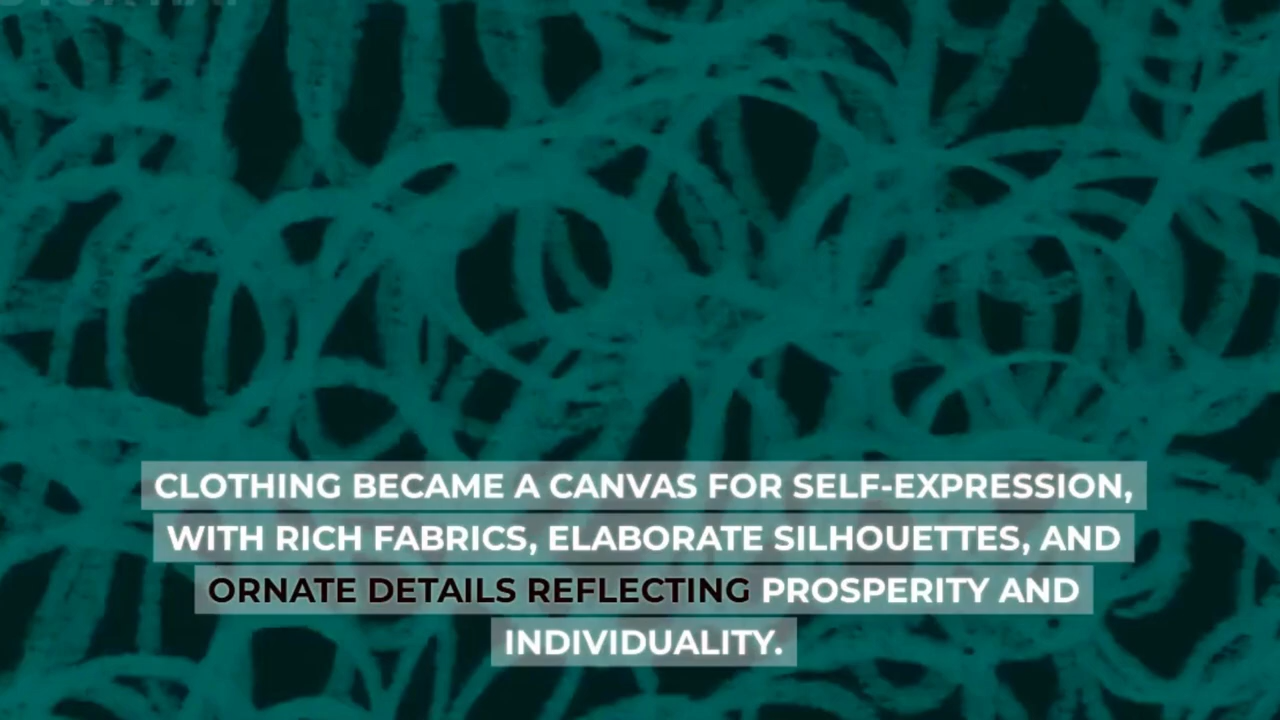 CLOTHING BECAME A CANVAS FOR SELF-EXPRESSION,
WITH RICH FABRICS, ELABORATE SILHOUETTES, AND
ORNATE DETAILS REFLECTING PROSPERITY AND
INDIVIDUALITY.